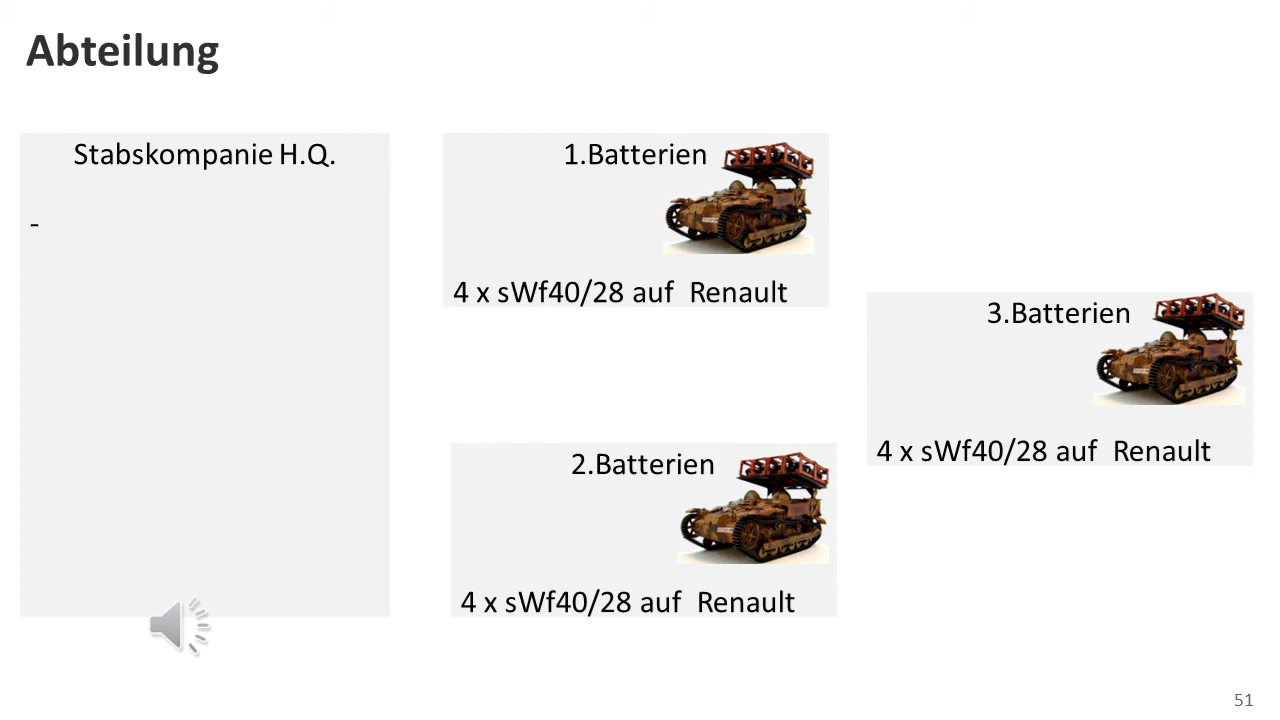 Abteilung
Stabskompanie H.Q.
-
1.Batterien
4 x sWf40/28 auf  Renault
2.Batterien
4 x sWf40/28 auf  Renault
3.Batterien
4 x sWf40/28 auf  Renault
51